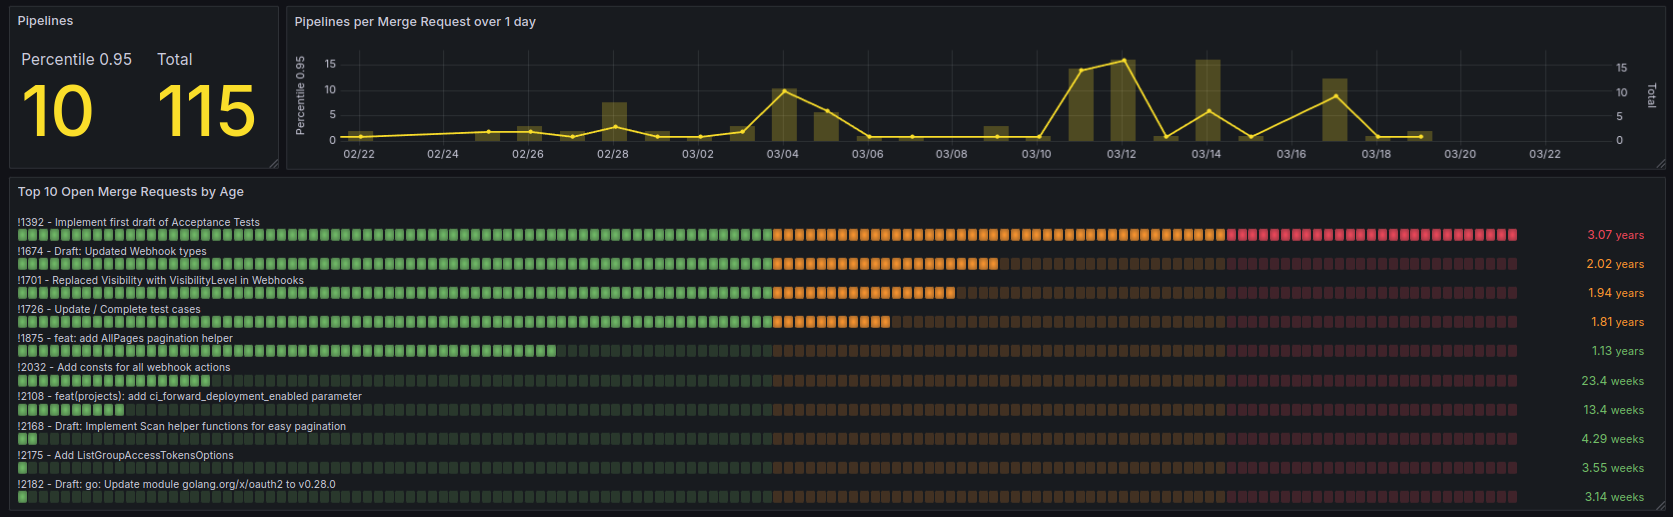 Pipelines
Percentile 0.95 Total
10 115
Pipelines per Merge Request over 1 day
Percentile 0.95
15
10
5
0
15
10
5
0
Total
02/22 02/24 02/26 02/28 03/02 03/04 03/06 03/08 03/10 03/12 03/14 03/16 03/18 03/20 03/22
Top 10 Open Merge Requests by Age
!1392 - Implement first draft of Acceptance Tests
3.07 years
!1674 - Draft: Updated Webhook types
2.02 years
!1701 - Replaced Visibility with VisibilityLevel in Webhooks
1.94 years
!1726 - Update / Complete test cases
1.81 years
!1875 - feat: add AllPages pagination helper
1.13 years
!2032 - Add consts for all webhook actions
23.4 weeks
!2108 - feat(projects): add ci_forward_deployment_enabled parameter
13.4 weeks
!2168 - Draft: Implement Scan helper functions for easy pagination
4.29 weeks
!2175 - Add ListGroupAccessTokensOptions
3.55 weeks
!2182 - Draft: go: Update module golang.org/x/oauth2 to v0.28.0
3.14 weeks